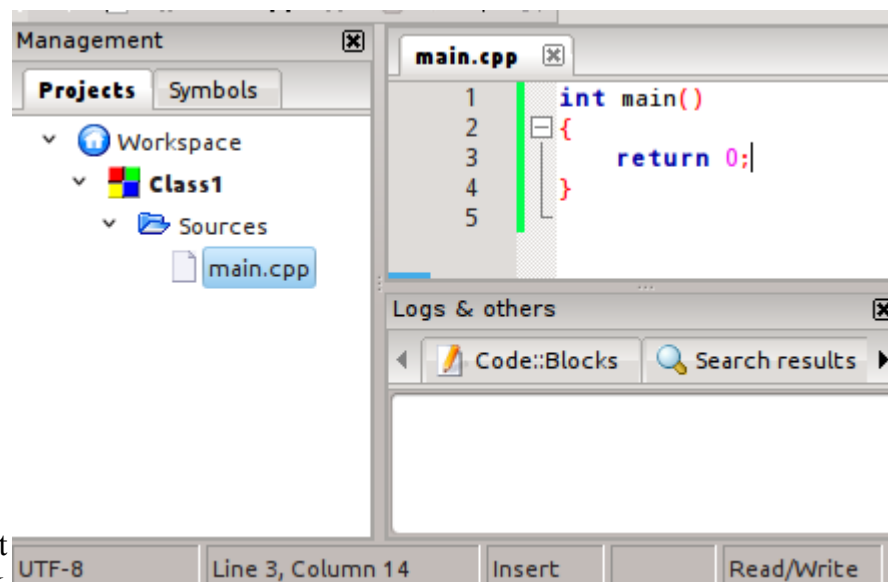 Management
Projects Symbols
Workspace
Class1
Sources
main.cpp
main.cpp
1 int main()
2 {
3 return 0;
4 }
5
Logs & others
Code::Blocks Search results
t
UTF-8 Line 3, Column 14 Insert Read/Write